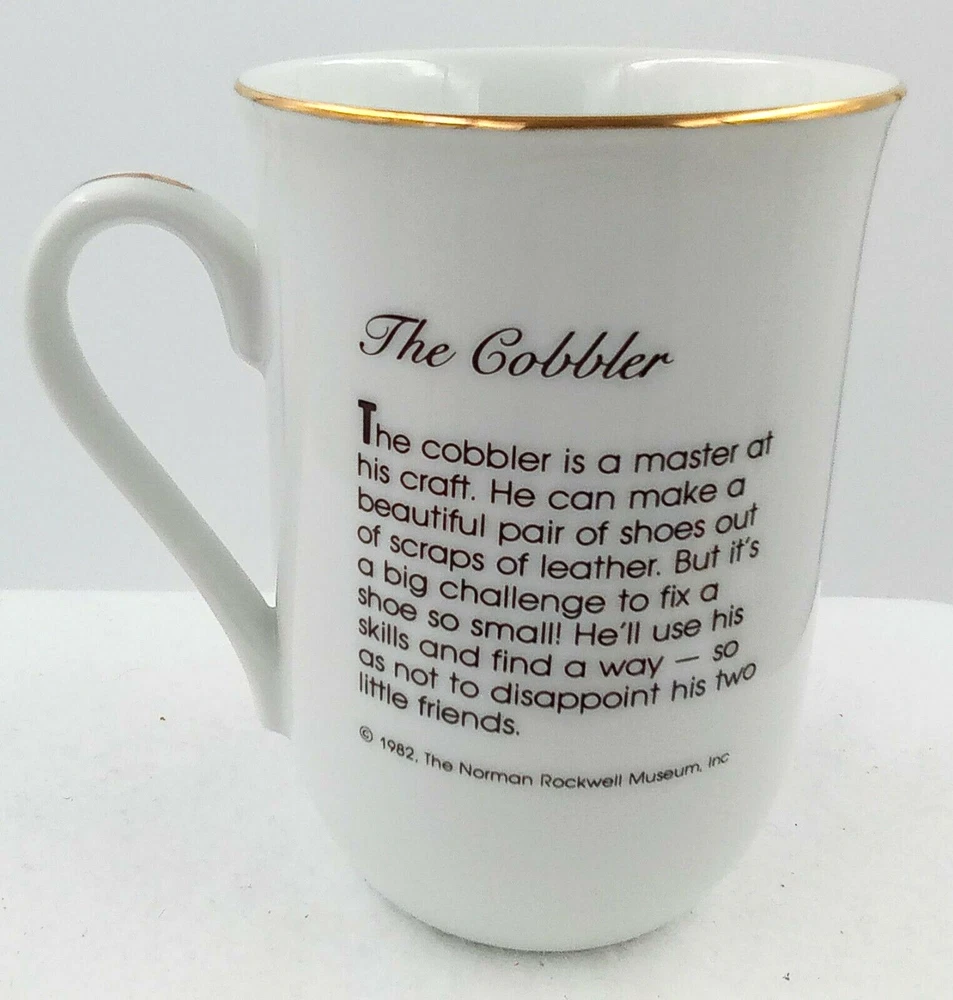 The Cobbler
The cobbler is a master at
his craft. He can make a
beautiful pair of shoes out
of scraps of leather. But it's
a big challenge to fix a
shoe so small! He'll use his
skills and find a way — so
as not to disappoint his two
little friends.
© 1982, The Norman Rockwell Museum, Inc